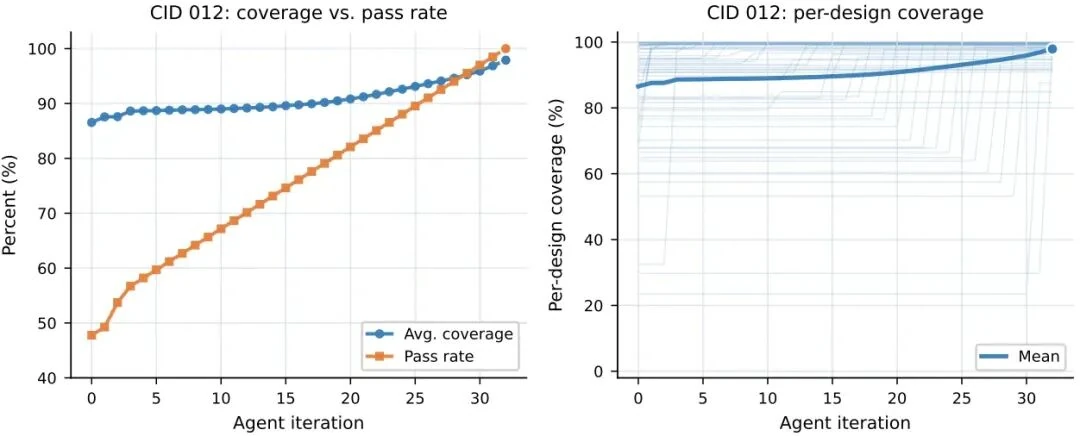 CID 012: coverage vs. pass rate
Percent (%)
100
90
80
70
60
50
40
0 5 10 15 20 25 30
Agent iteration
Avg. coverage
Pass rate
CID 012: per-design coverage
Per-design coverage (%)
100
80
60
40
20
0
0 5 10 15 20 25 30
Agent iteration
Mean